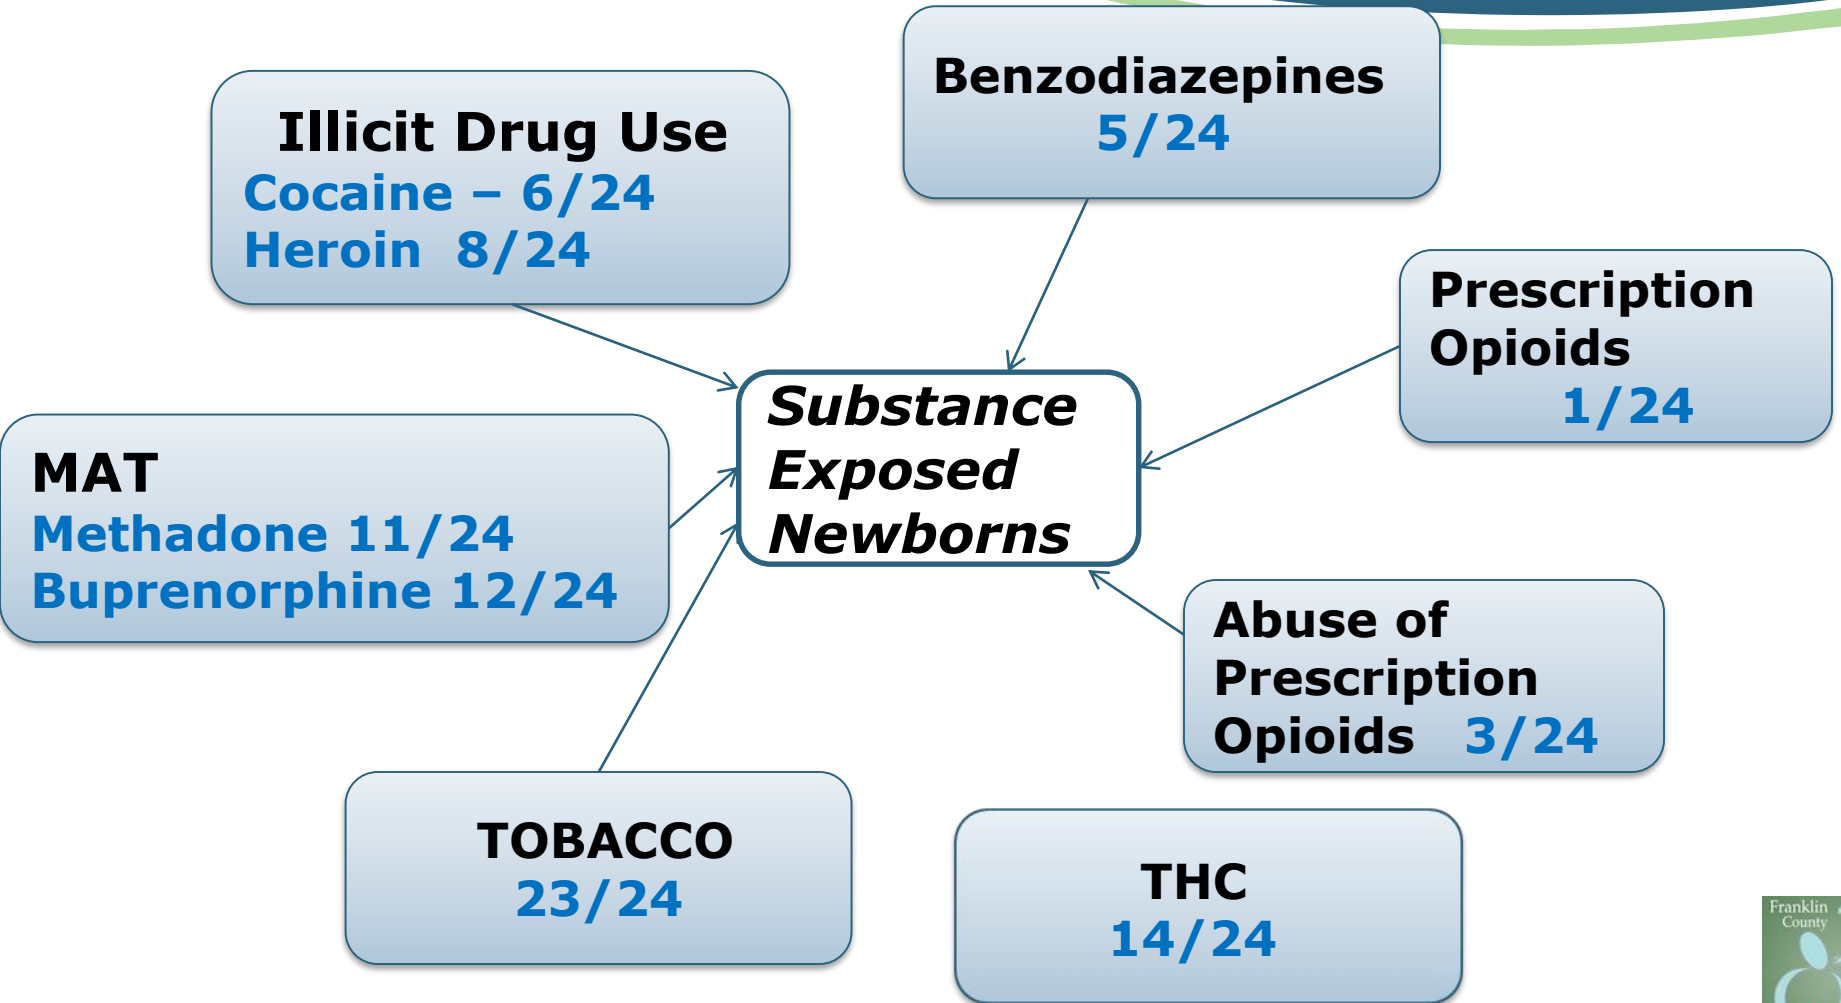 Benzodiazepines
5/24
Illicit Drug Use
Cocaine – 6/24
Heroin 8/24
Prescription
Opioids
1/24
Substance
Exposed
Newborns
MAT
Methadone 11/24
Buprenorphine 12/24
Abuse of
Prescription
Opioids 3/24
TOBACCO
23/24
THC
14/24
Franklin
County